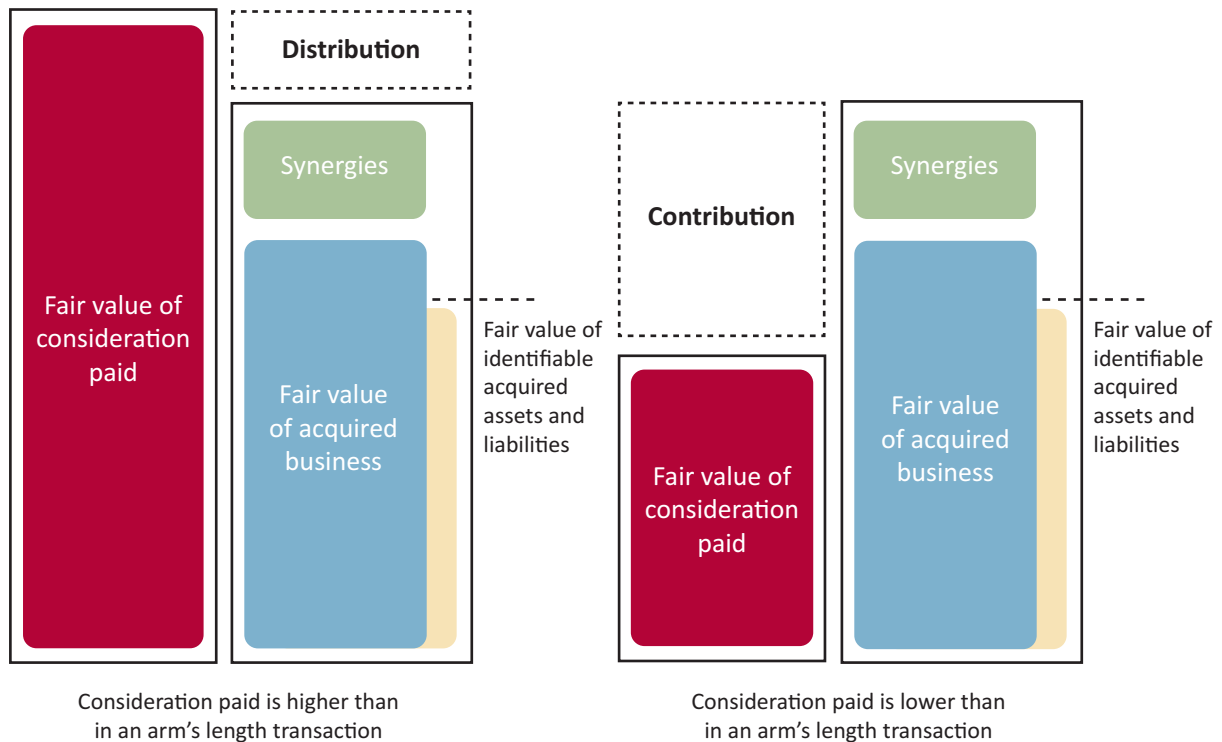 Distribution
Synergies
Fair value of
consideration
paid
Fair value
of acquired
business
Fair value of
identifiable
acquired
assets and
liabilities
Consideration paid is higher than
in an arm’s length transaction
Contribution
Synergies
Fair value of
consideration
paid
Fair value
of acquired
business
Fair value of
identifiable
acquired
assets and
liabilities
Consideration paid is lower than
in an arm’s length transaction